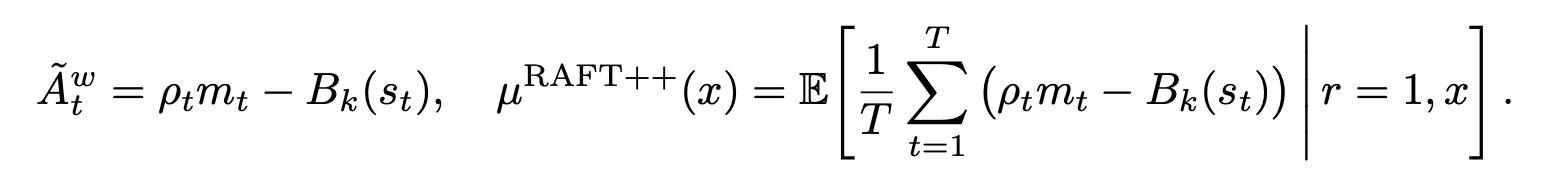 $\tilde{A}_t^w = \rho_t m_t - B_k(s_t), \quad \mu^{\mathrm{RAFT++}}(x) = \mathbb{E}\left[\frac{1}{T}\sum_{t=1}^{T}\left(\rho_t m_t - B_k(s_t)\right)\,\middle|\, r = 1, x\right].$